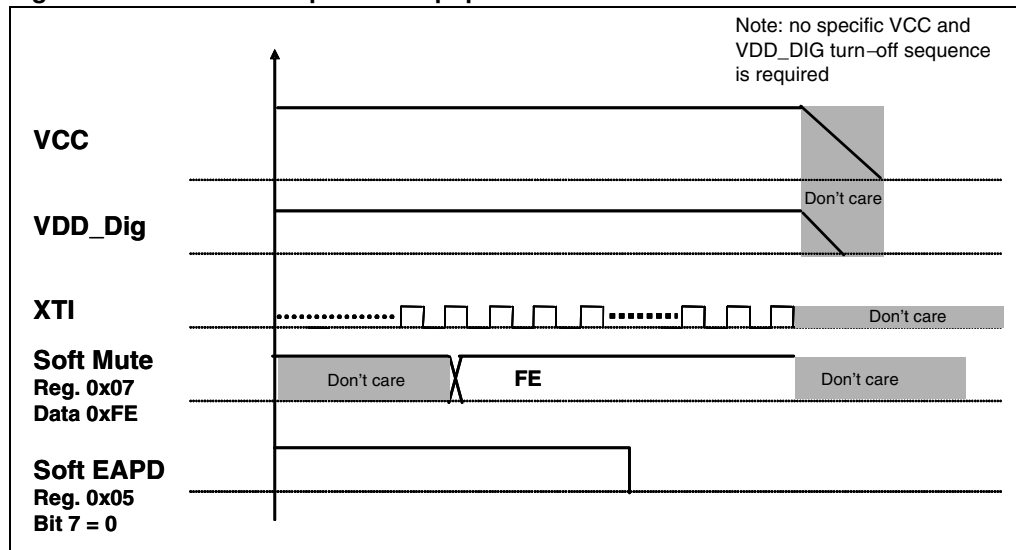 Note: no specific VCC and
VDD_DIG turn–off sequence
is required
VCC
Don't care
VDD_Dig
XTI
Don't care
Soft Mute
Reg. 0x07
Data 0xFE
Don't care
FE
Don't care
Soft EAPD
Reg. 0x05
Bit 7 = 0